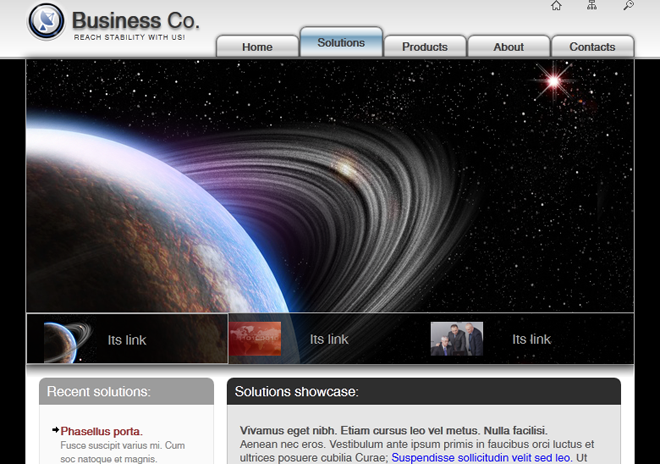 Business Co.
REACH STABILITY WITH US!
Home
Solutions
Products
About
Contacts
Its link
Its link
Its link
Recent solutions:
Phasellus porta.
Fusce suscipit varius mi. Cum
soc natoque et magnis.
Solutions showcase:
Vivamus eget nibh. Etiam cursus leo vel metus. Nulla facilisi.
Aenean nec eros. Vestibulum ante ipsum primis in faucibus orci luctus et
ultrices posuere cubilia Curae; Suspendisse sollicitudin velit sed leo. Ut